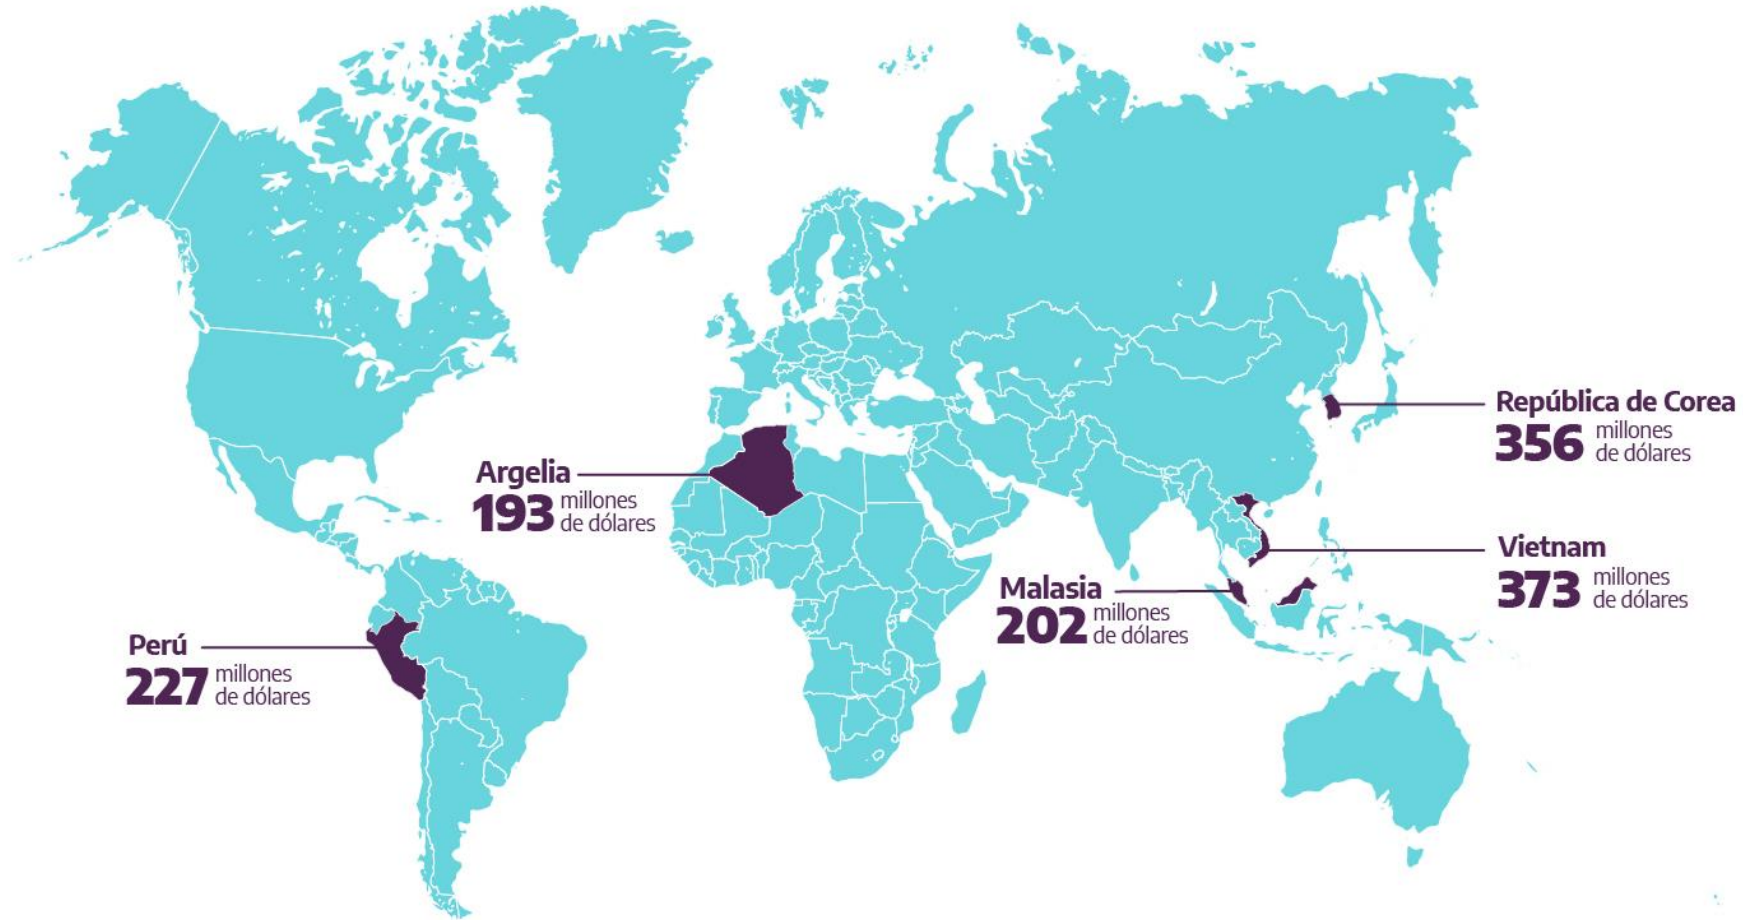 República de Corea
356 millones
de dólares
Argelia
193 millones
de dólares
Vietnam
373 millones
de dólares
Malasia
202 millones
de dólares
Perú
227 millones
de dólares